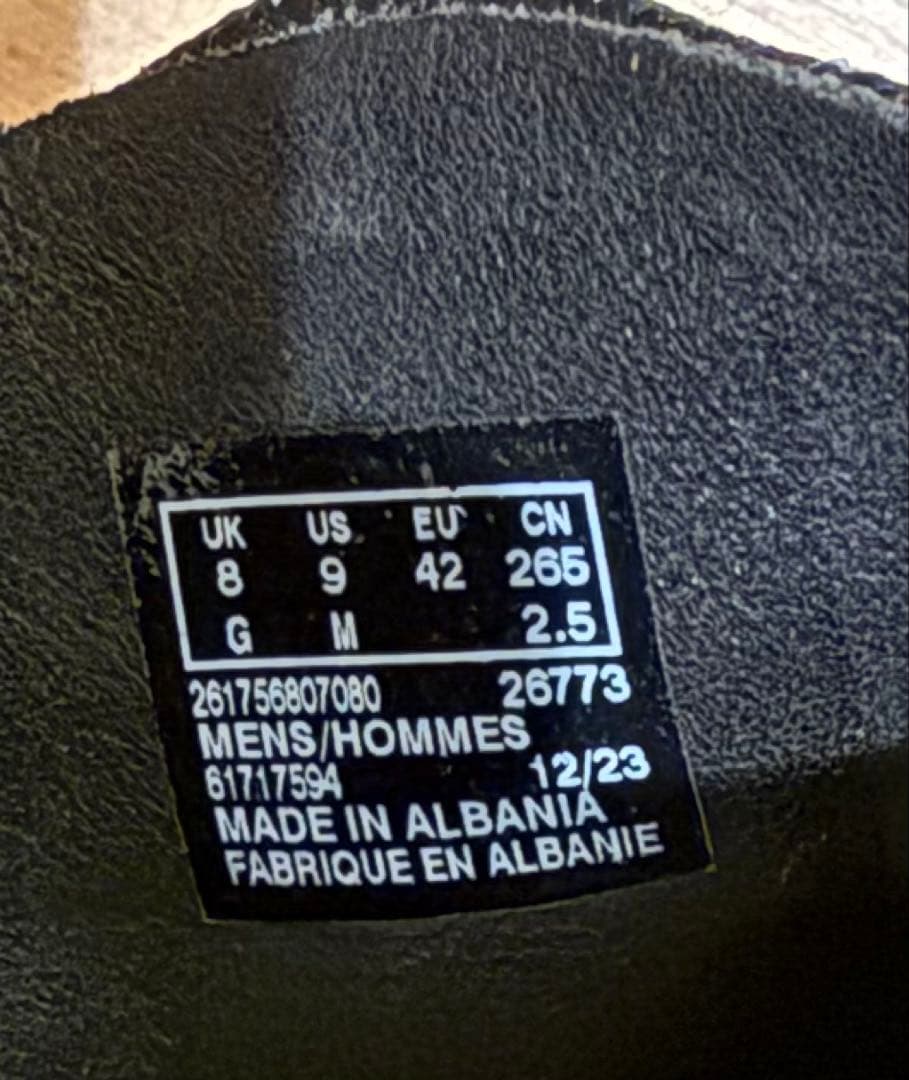 UK US EU CN
8 9 42 265
G M 2.5
261756807080 26773
MENS/HOMMES
61717594 12/23
MADE IN ALBANIA
FABRIQUE EN ALBANIE